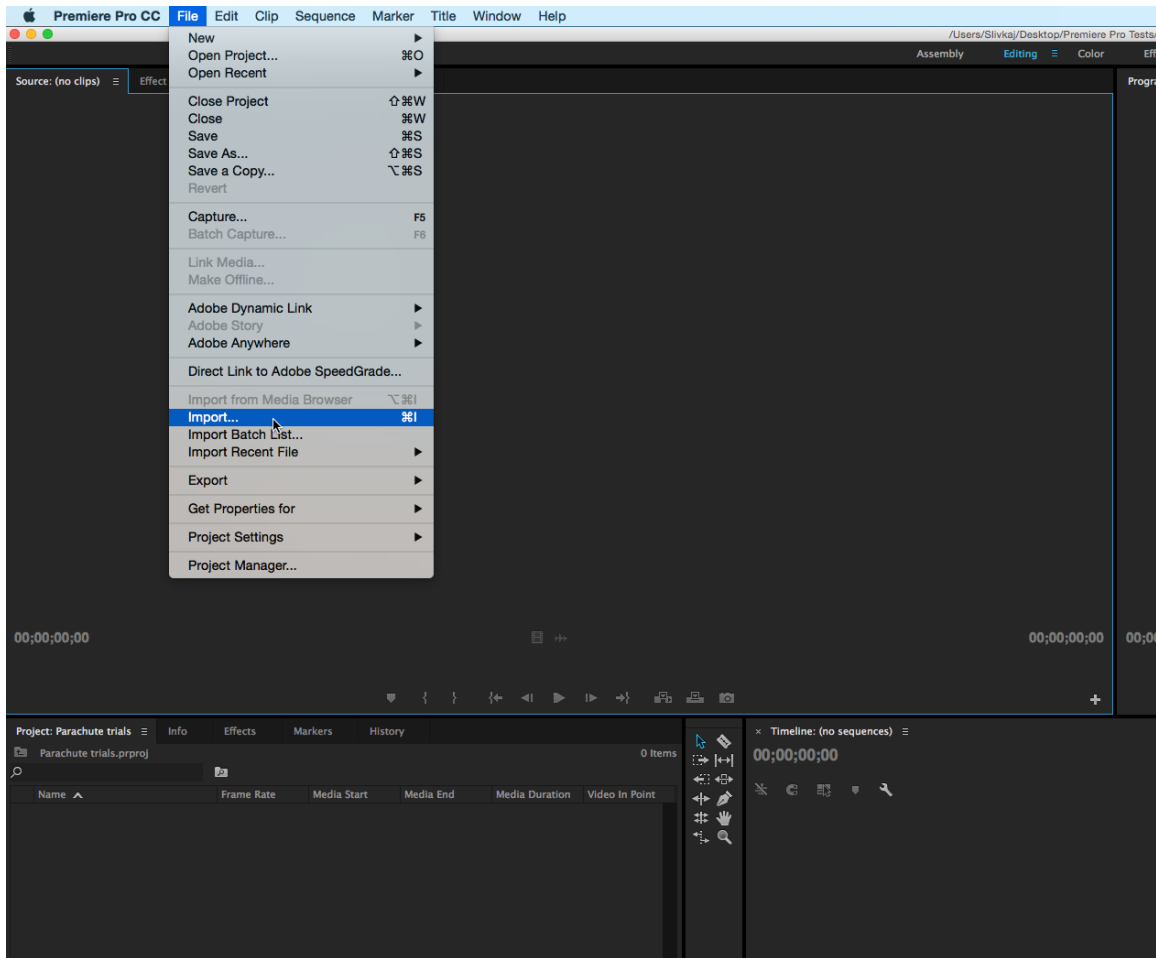 Premiere Pro CC File Edit Clip Sequence Marker Title Window Help
/Users/Slivkaj/Desktop/Premiere Pro Tests/
Assembly Editing Color
Source: (no clips) Effect
New
Open Project... ⌘O
Open Recent
Close Project ⇧⌘W
Close ⌘W
Save ⌘S
Save As... ⇧⌘S
Save a Copy... ⌥⌘S
Revert
Capture... F5
Batch Capture... F6
Link Media...
Make Offline...
Adobe Dynamic Link
Adobe Story
Adobe Anywhere
Direct Link to Adobe SpeedGrade...
Import from Media Browser ⌥⌘I
Import... ⌘I
Import Batch List...
Import Recent File
Export
Get Properties for
Project Settings
Project Manager...
00;00;00;00 00;00;00;00
Project: Parachute trials Info Effects Markers History
Parachute trials.prproj 0 Items
Name Frame Rate Media Start Media End Media Duration Video In Point
× Timeline: (no sequences)
00;00;00;00